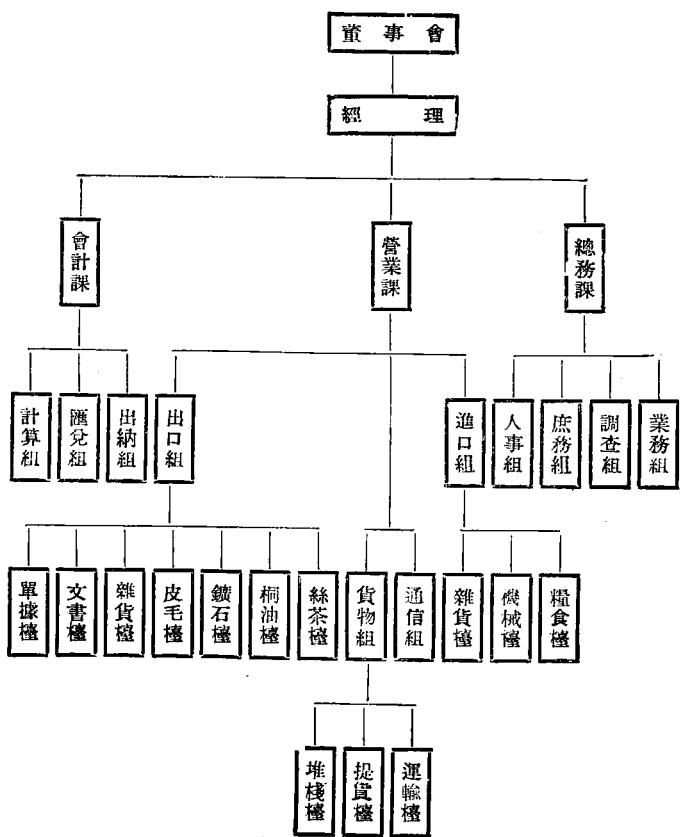 董事會
經理
總務課
營業課
會計課
業務組
調查組
庶務組
人事組
進口組
出口組
出納組
匯兌組
計算組
糧食檯
機械檯
雜貨檯
通信組
貨物組
絲茶檯
桐油檯
鑛石檯
皮毛檯
雜貨檯
文書檯
單據檯
運輸檯
提貨檯
堆棧檯